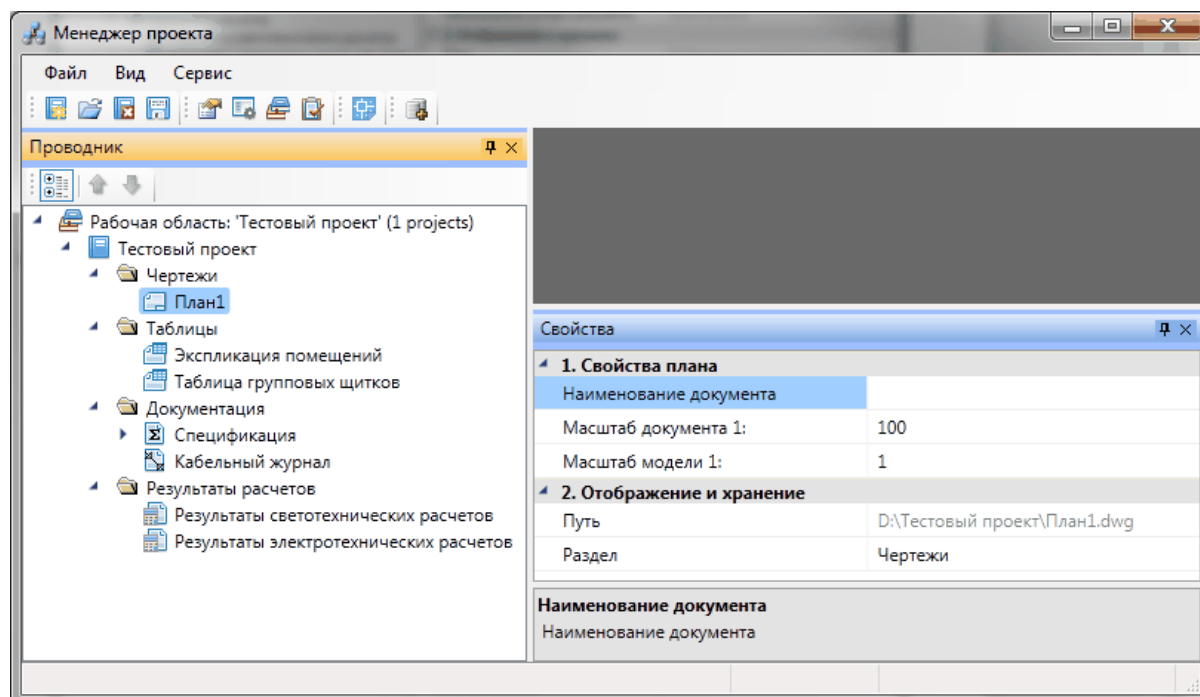 Менеджер проекта
Файл Вид Сервис
Проводник
Рабочая область: 'Тестовый проект' (1 projects)
Тестовый проект
Чертежи
План1
Таблицы
Экспликация помещений
Таблица групповых щитков
Документация
Спецификация
Кабельный журнал
Результаты расчетов
Результаты светотехнических расчетов
Результаты электротехнических расчетов
Свойства
1. Свойства плана
Наименование документа
Масштаб документа 1: 100
Масштаб модели 1: 1
2. Отображение и хранение
Путь D:\Тестовый проект\План1.dwg
Раздел Чертежи
Наименование документа
Наименование документа